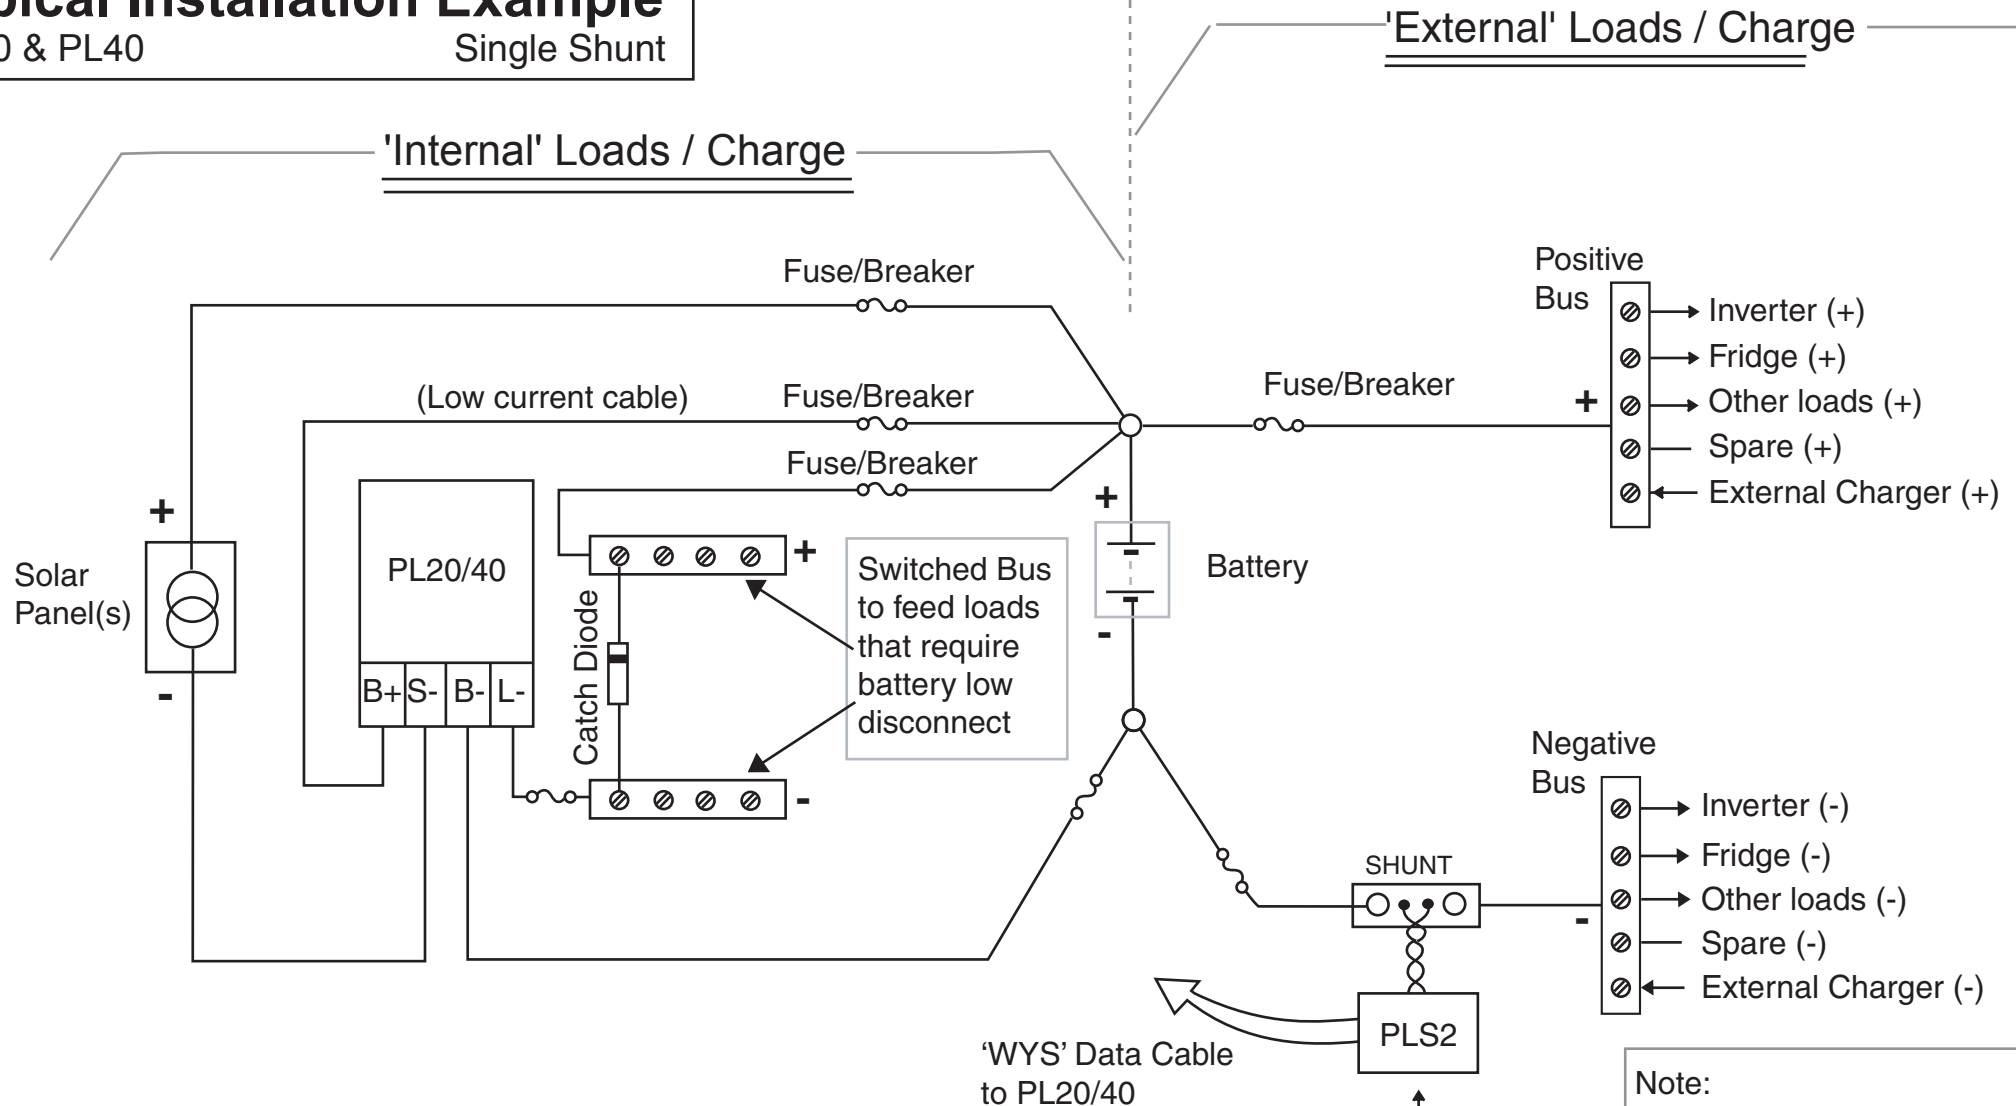 Installation Example
& PL40 Single Shunt
'External' Loads / Charge
'Internal' Loads / Charge
Fuse/Breaker
(Low current cable)
Fuse/Breaker
Fuse/Breaker
Fuse/Breaker
Positive
Bus
Inverter (+)
Fridge (+)
Other loads (+)
Spare (+)
External Charger (+)
+
+
Solar
Panel(s)
-
PL20/40
B+ S- B- L-
Catch Diode
+
-
Switched Bus
to feed loads
that require
battery low
disconnect
+
-
Battery
Negative
Bus
Inverter (-)
Fridge (-)
Other loads (-)
Spare (-)
External Charger (-)
-
SHUNT
PLS2
‘WYS’ Data Cable
to PL20/40
Note: